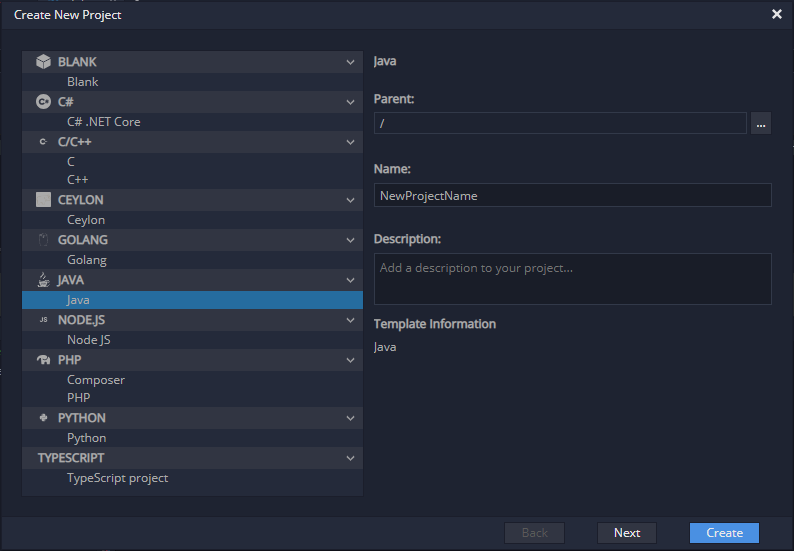 Create New Project
BLANK
Blank
C#
C# .NET Core
C/C++
C
C++
CEYLON
Ceylon
GOLANG
Golang
JAVA
Java
JS NODE.JS
Node JS
PHP
Composer
PHP
PYTHON
Python
TYPESCRIPT
TypeScript project
Java
Parent:
/
...
Name:
NewProjectName
Description:
Add a description to your project...
Template Information
Java
Back
Next
Create